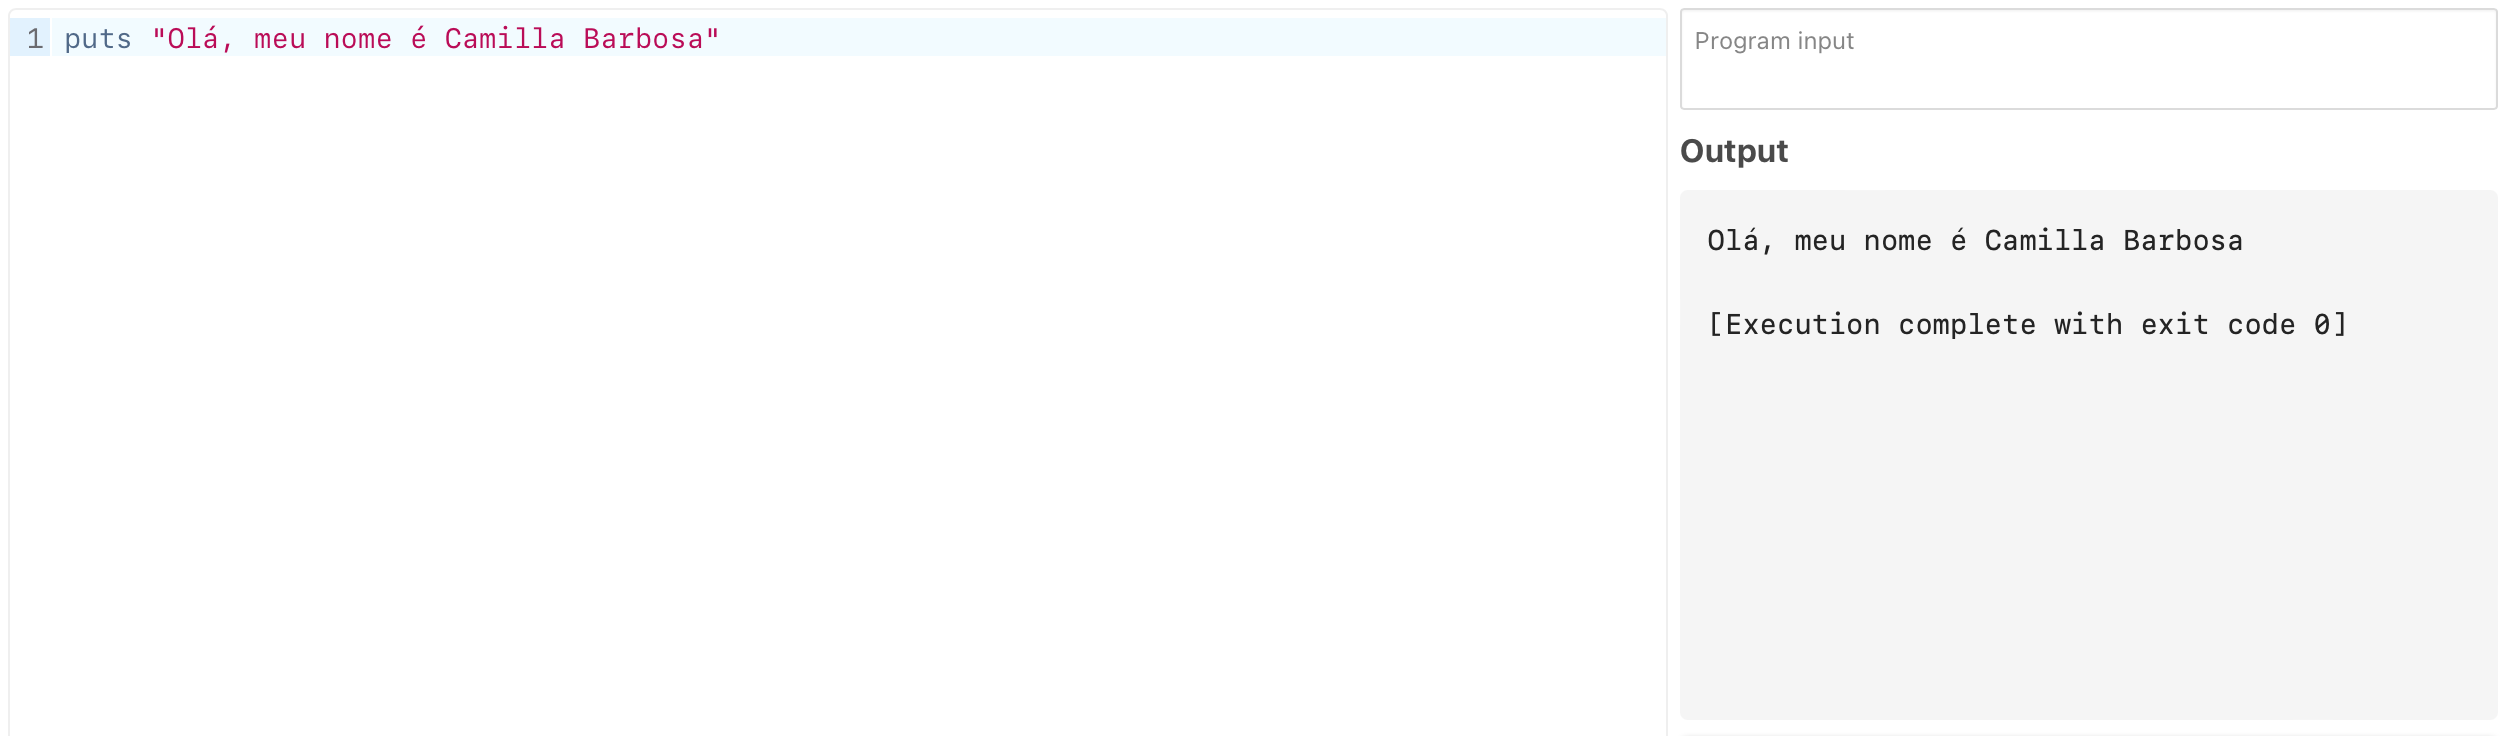 1 puts "Olá, meu nome é Camilla Barbosa"
Program input
Output
Olá, meu nome é Camilla Barbosa
[Execution complete with exit code 0]